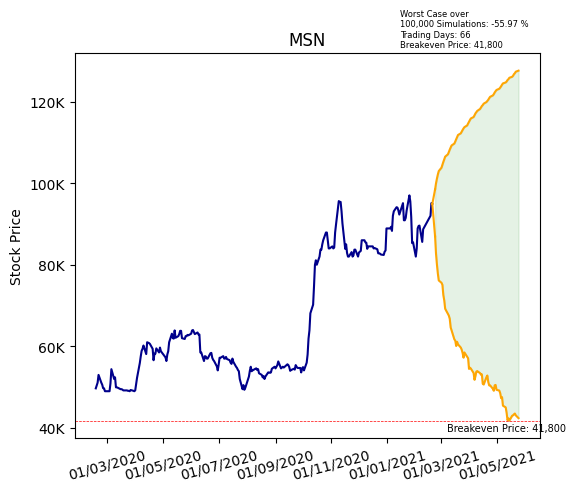 Worst Case over
100,000 Simulations: -55.97 %
Trading Days: 66
Breakeven Price: 41,800
MSN
120K
100K
80K
60K
40K
Stock Price
Breakeven Price: 41,800
01/03/2020
01/05/2020
01/07/2020
01/09/2020
01/11/2020
01/01/2021
01/03/2021
01/05/2021